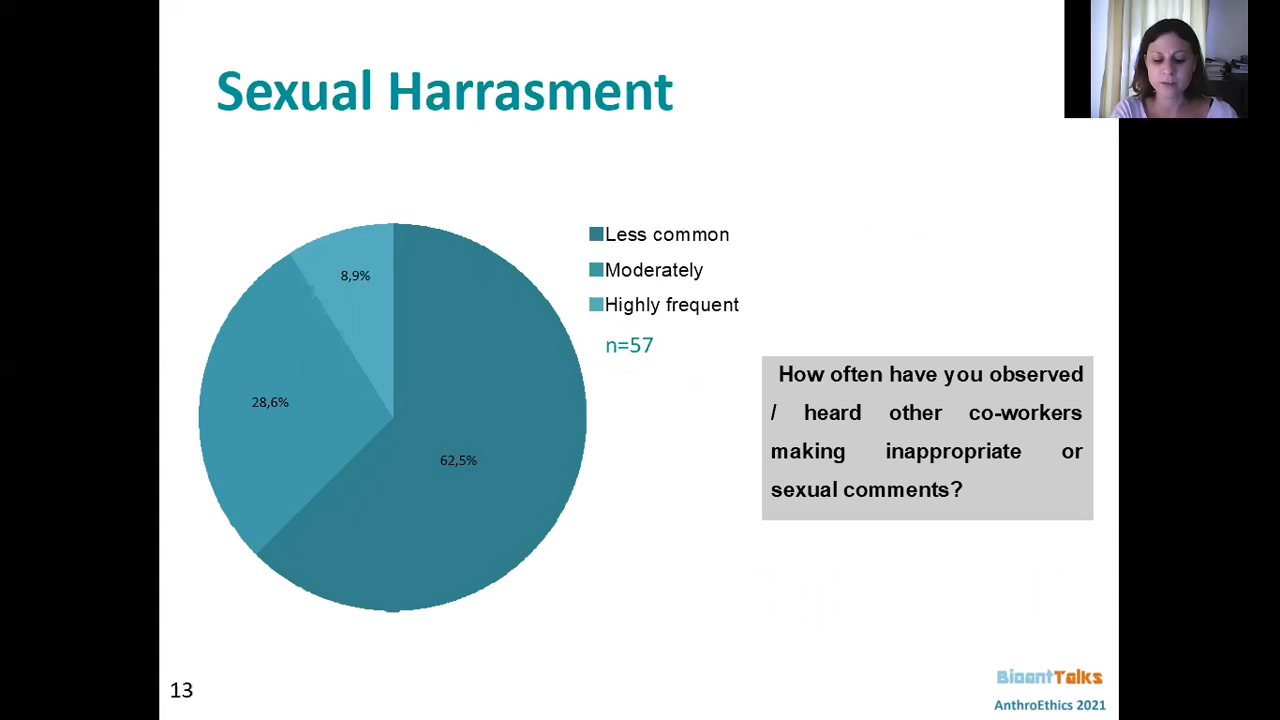 Sexual Harrasment
Less common
Moderately
Highly frequent
n=57
8,9%
28,6%
62,5%
How often have you observed
/ heard other co-workers
making inappropriate or
sexual comments?
13
BioantTalks
AnthroEthics 2021